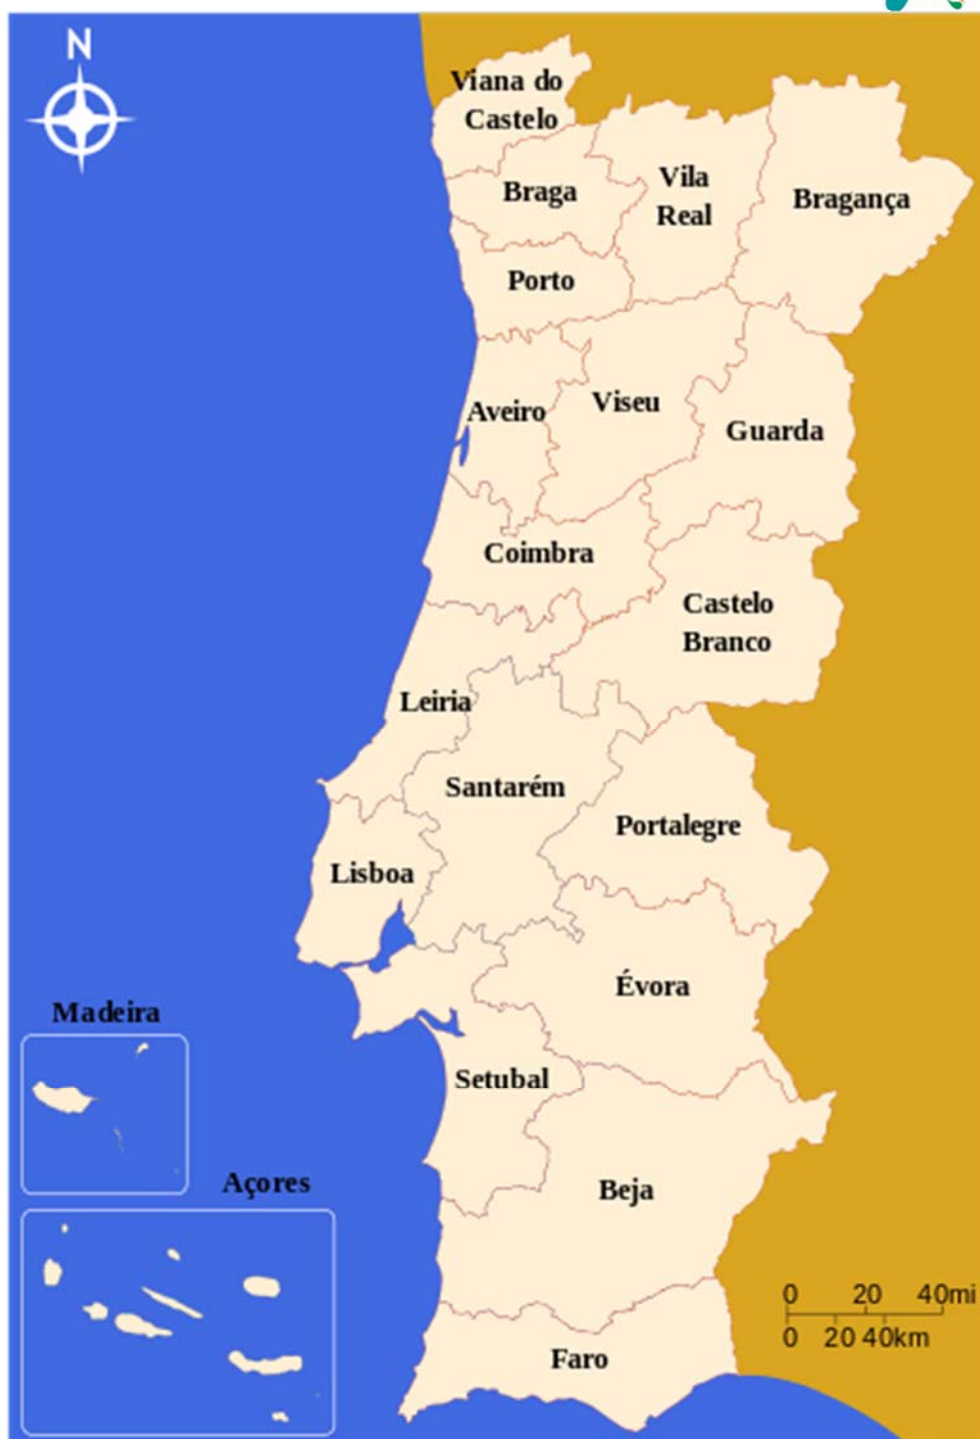 N
Viana do
Castelo
Braga
Vila
Real
Bragança
Porto
Aveiro
Viseu
Guarda
Coimbra
Castelo
Branco
Leiria
Santarém
Portalegre
Lisboa
Évora
Madeira
Setubal
Açores
Beja
0 20 40mi
0 20 40km
Faro